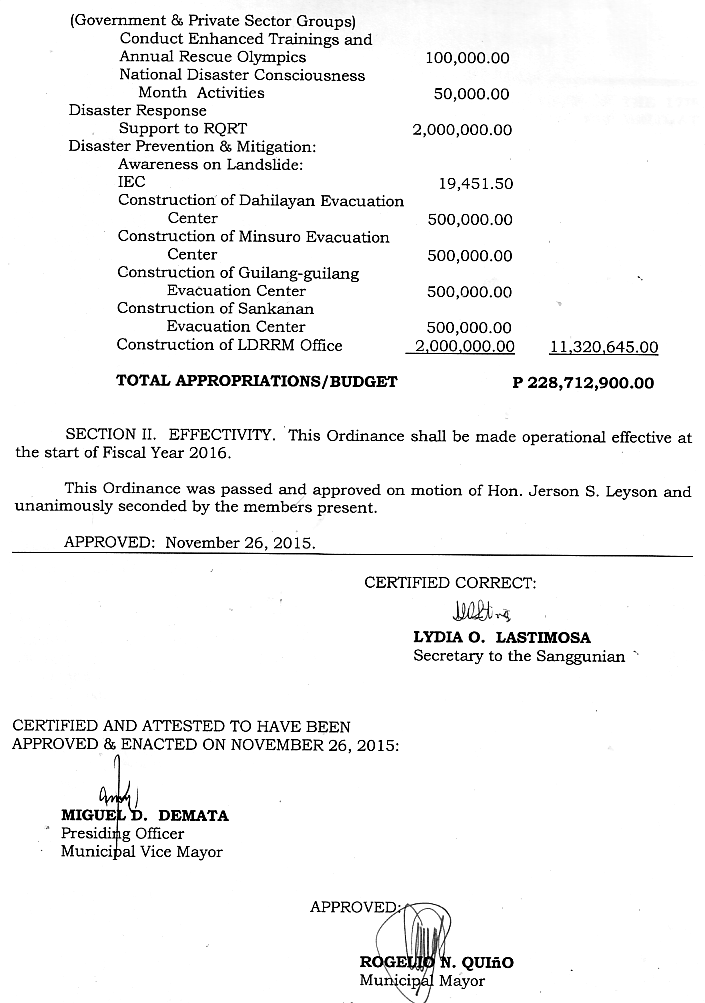 (Government & Private Sector Groups)
Conduct Enhanced Trainings and
Annual Rescue Olympics 100,000.00
National Disaster Consciousness
Month Activities 50,000.00
Disaster Response
Support to RQRT 2,000,000.00
Disaster Prevention & Mitigation:
Awareness on Landslide:
IEC 19,451.50
Construction of Dahilayan Evacuation
Center 500,000.00
Construction of Minsuro Evacuation
Center 500,000.00
Construction of Guilang-guilang
Evacuation Center 500,000.00
Construction of Sankanan
Evacuation Center 500,000.00
Construction of LDRRM Office 2,000,000.00 11,320,645.00
TOTAL APPROPRIATIONS/BUDGET P 228,712,900.00
SECTION II. EFFECTIVITY. This Ordinance shall be made operational effective at
the start of Fiscal Year 2016.
This Ordinance was passed and approved on motion of Hon. Jerson S. Leyson and
unanimously seconded by the members present.
APPROVED: November 26, 2015.
CERTIFIED CORRECT:
LYDIA O. LASTIMOSA
Secretary to the Sanggunian
CERTIFIED AND ATTESTED TO HAVE BEEN
APPROVED & ENACTED ON NOVEMBER 26, 2015:
MIGUEL D. DEMATA
Presiding Officer
Municipal Vice Mayor
APPROVED:
ROGELIO N. QUIñO
Municipal Mayor